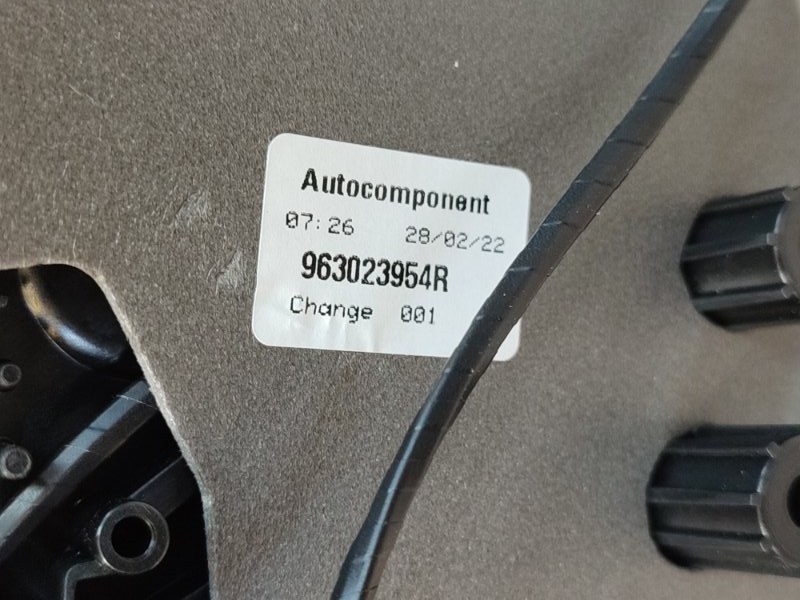 Autocomponent
07:26 28/02/22
963023954R
Change 001